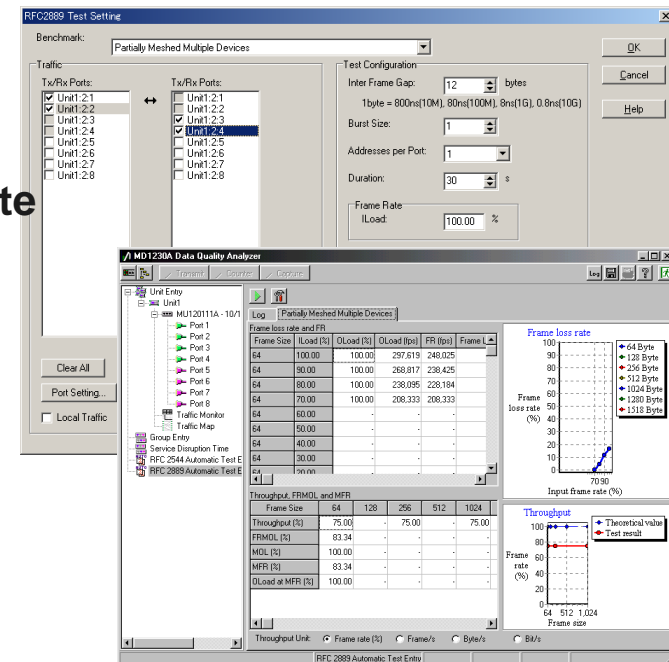 RFC2889 Test Setting
Benchmark:
Partially Meshed Multiple Devices
OK
Cancel
Help
Traffic
Tx/Rx Ports:
Unit1:2:1
Unit1:2:2
Unit1:2:3
Unit1:2:4
Unit1:2:5
Unit1:2:6
Unit1:2:7
Unit1:2:8
Tx/Rx Ports:
Unit1:2:1
Unit1:2:2
Unit1:2:3
Unit1:2:4
Unit1:2:5
Unit1:2:6
Unit1:2:7
Unit1:2:8
Test Configuration
Inter Frame Gap: 12 bytes
1byte = 800ns(10M), 80ns(100M), 8ns(1G), 0.8ns(10G)
Burst Size: 1
Addresses per Port: 1
Duration: 30 s
Frame Rate
ILoad: 100.00 %
te
Clear All
Port Setting...
Local Traffic
MD1230A Data Quality Analyzer
Transmit Counter Capture
Log
Unit Entry
Unit1
MU120111A - 10/1
Port 1
Port 2
Port 3
Port 4
Port 5
Port 6
Port 7
Port 8
Traffic Monitor
Traffic Map
Group Entry
Service Disruption Time
RFC 2544 Automatic Test E
RFC 2889 Automatic Test E
Log Partially Meshed Multiple Devices
Frame loss rate and FR
Frame Size ILoad (%) OLoad (%) OLoad (fps) FR (fps) Frame L
64 100.00 100.00 297,619 248,025
64 90.00 100.00 268,817 238,425
64 80.00 100.00 238,095 228,184
64 70.00 100.00 208,333 208,333
64 60.00 - - -
64 50.00 - - -
64 40.00 - - -
64 30.00 - - -
64 20.00 - - -
Throughput, FRMOL and MFR
Frame Size 64 128 256 512 1024
Throughput (%) 75.00 - 75.00 - 75.00
FRMOL (%) 83.34 - - - -
MOL (%) 100.00 - - - -
MFR (%) 83.34 - - - -
OLoad at MFR (%) 100.00 - - - -
Throughput Unit: Frame rate (%) Frame/s Byte/s Bit/s
RFC 2889 Automatic Test Entry
Frame loss rate
100
90
80
70
60
50
40
30
20
10
0
Frame loss rate (%)
7090
Input frame rate (%)
64 Byte
128 Byte
256 Byte
512 Byte
1024 Byte
1280 Byte
1518 Byte
Throughput
100
80
60
40
20
0
Frame rate (%)
64 512 1,024
Frame size
Theoretical value
Test result